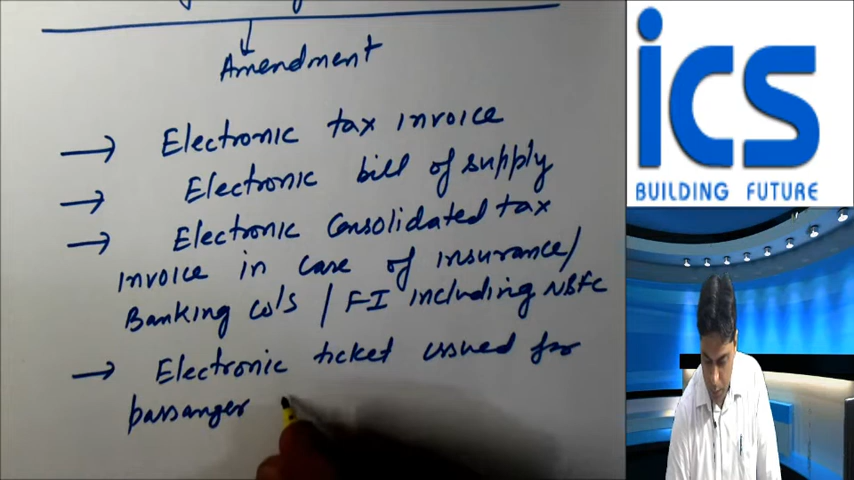 Amendment
→ Electronic tax invoice
→ Electronic bill of supply
→ Electronic Consolidated tax
invoice in case of insurance/
Banking Co's / FI including NBFC
→ Electronic ticket issued for
passanger
ICS
BUILDING FUTURE